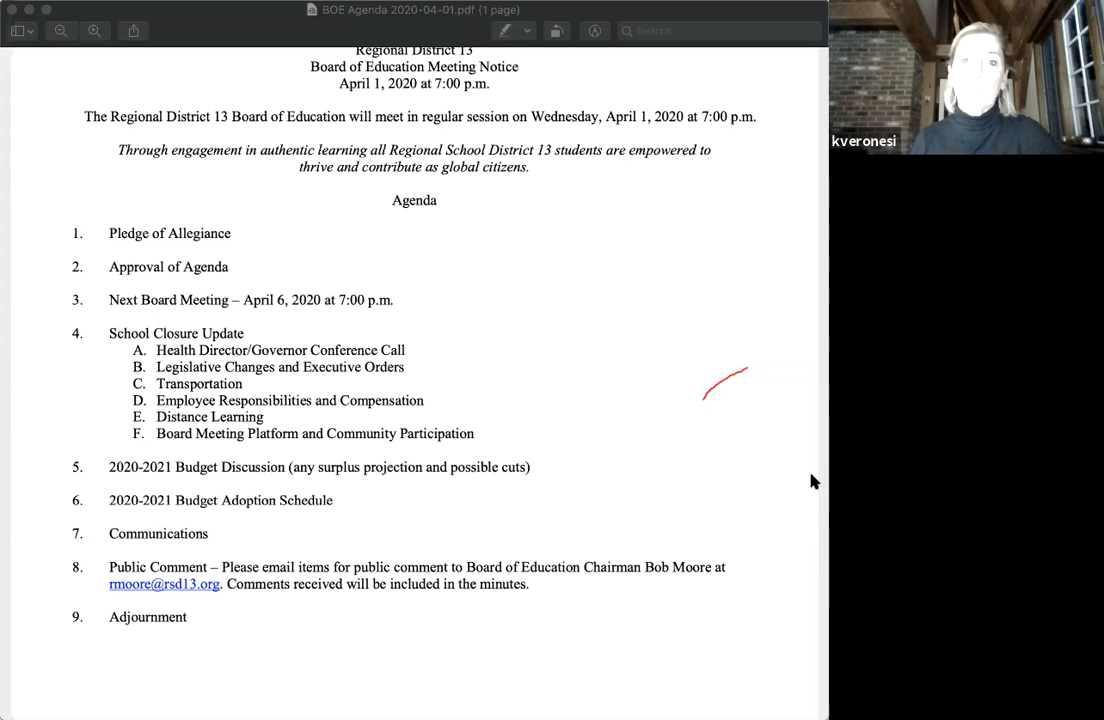 BOE Agenda 2020-04-01.pdf (1 page)
Search
Regional District 13
Board of Education Meeting Notice
April 1, 2020 at 7:00 p.m.
The Regional District 13 Board of Education will meet in regular session on Wednesday, April 1, 2020 at 7:00 p.m.
Through engagement in authentic learning all Regional School District 13 students are empowered to
thrive and contribute as global citizens.
Agenda
1. Pledge of Allegiance
2. Approval of Agenda
3. Next Board Meeting – April 6, 2020 at 7:00 p.m.
4. School Closure Update
A. Health Director/Governor Conference Call
B. Legislative Changes and Executive Orders
C. Transportation
D. Employee Responsibilities and Compensation
E. Distance Learning
F. Board Meeting Platform and Community Participation
5. 2020-2021 Budget Discussion (any surplus projection and possible cuts)
6. 2020-2021 Budget Adoption Schedule
7. Communications
8. Public Comment – Please email items for public comment to Board of Education Chairman Bob Moore at
rmoore@rsd13.org. Comments received will be included in the minutes.
9. Adjournment
kveronesi